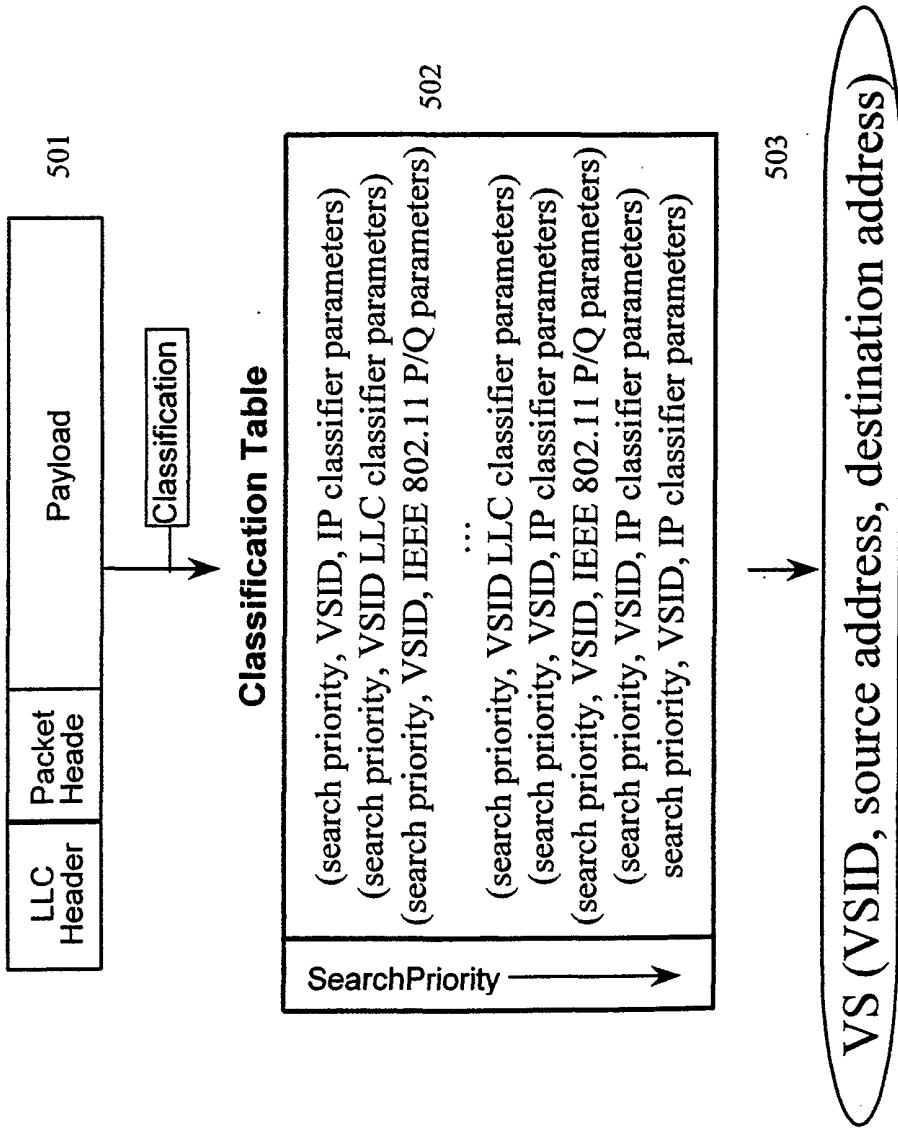 LLC
Header
Packet
Heade
Payload
501
Classification
Classification Table
SearchPriority
(search priority, VSID, IP classifier parameters)
(search priority, VSID LLC classifier parameters)
(search priority, VSID, IEEE 802.11 P/Q parameters)
...
(search priority, VSID LLC classifier parameters)
(search priority, VSID, IP classifier parameters)
(search priority, VSID, IEEE 802.11 P/Q parameters)
(search priority, VSID, IP classifier parameters)
search priority, VSID, IP classifier parameters)
502
503
VS (VSID, source address, destination address)